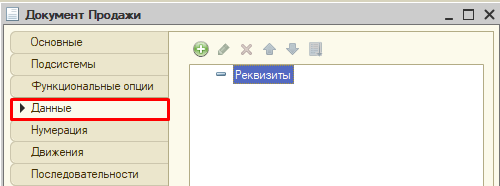 Документ Продажи
Основные
Подсистемы
Функциональные опции
Данные
Нумерация
Движения
Последовательности
Реквизиты